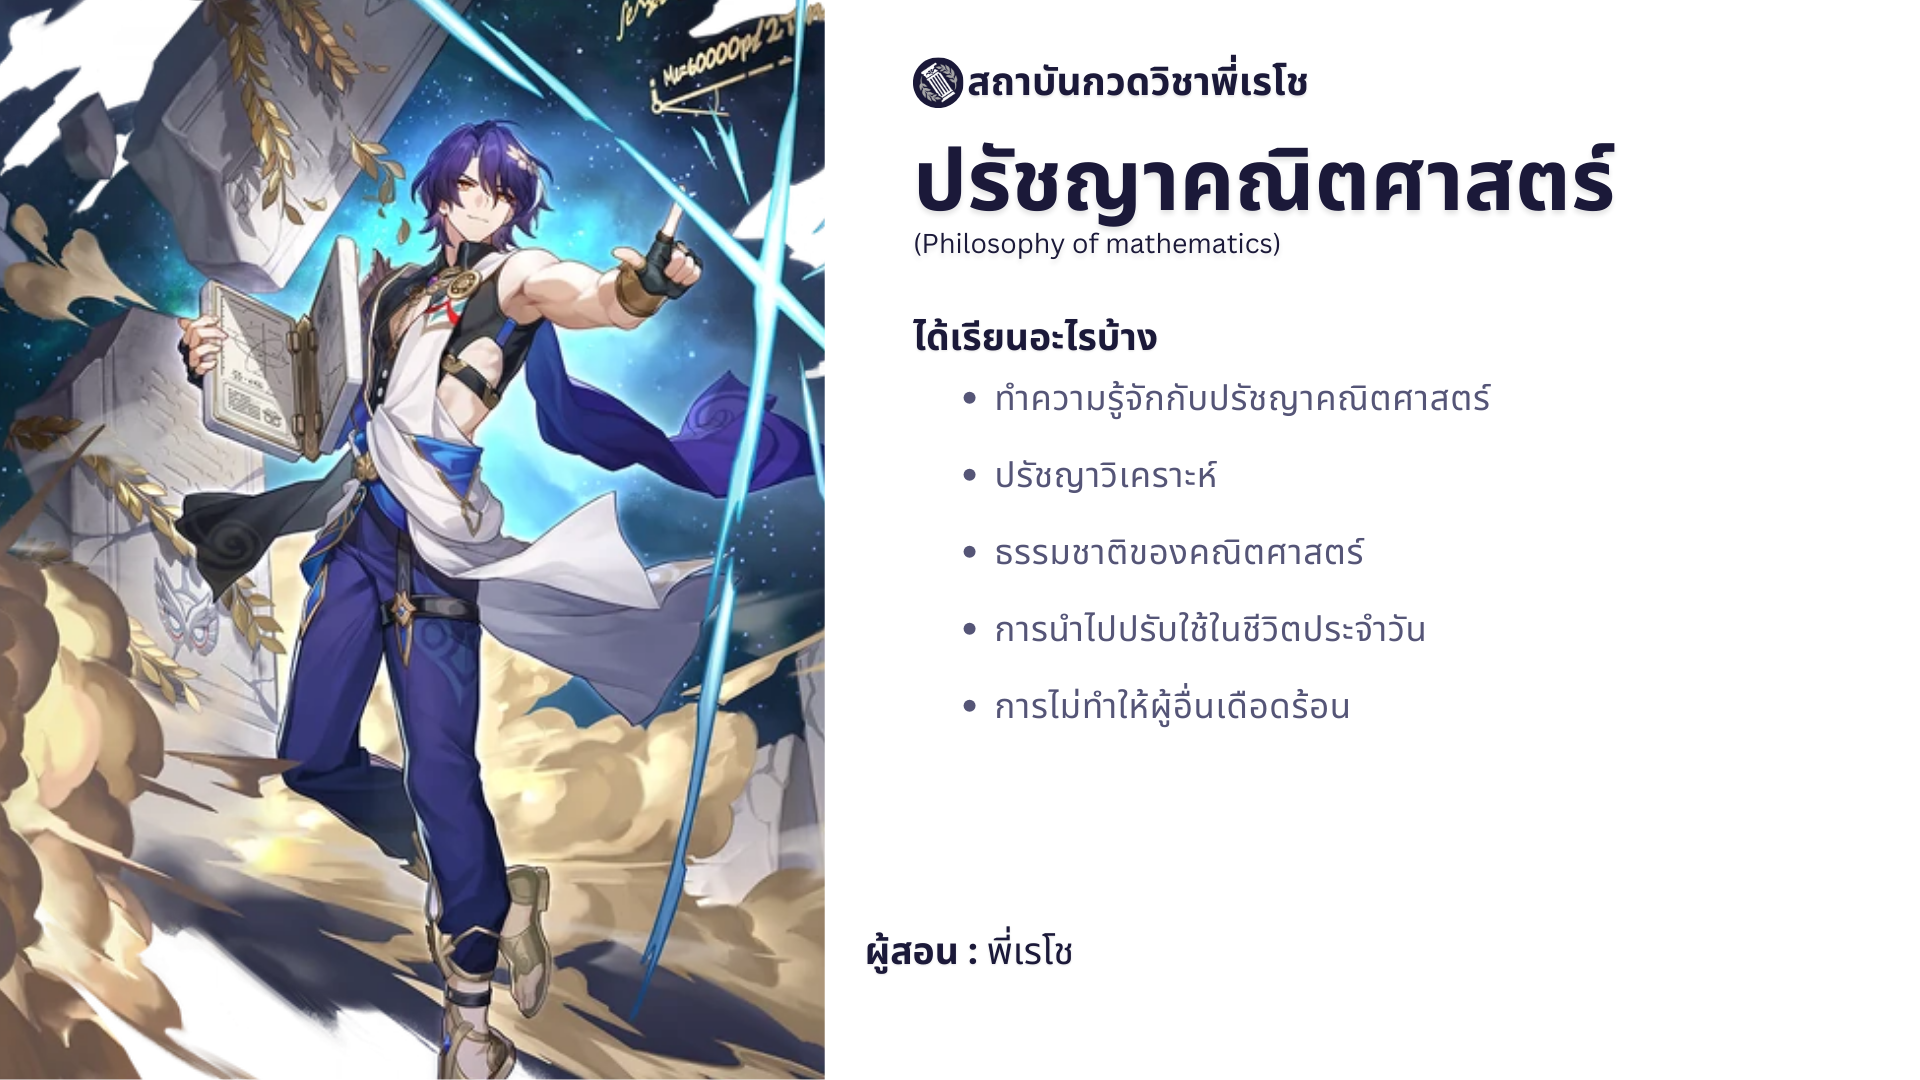 Mu=60000pd
สถาบันกวดวิชาพี่เรโช
ปรัชญาคณิตศาสตร์
(Philosophy of mathematics)
ได้เรียนอะไรบ้าง
• ทำความรู้จักกับปรัชญาคณิตศาสตร์
• ปรัชญาวิเคราะห์
• ธรรมชาติของคณิตศาสตร์
• การนำไปปรับใช้ในชีวิตประจำวัน
• การไม่ทำให้ผู้อื่นเดือดร้อน
ผู้สอน : พี่เรโช